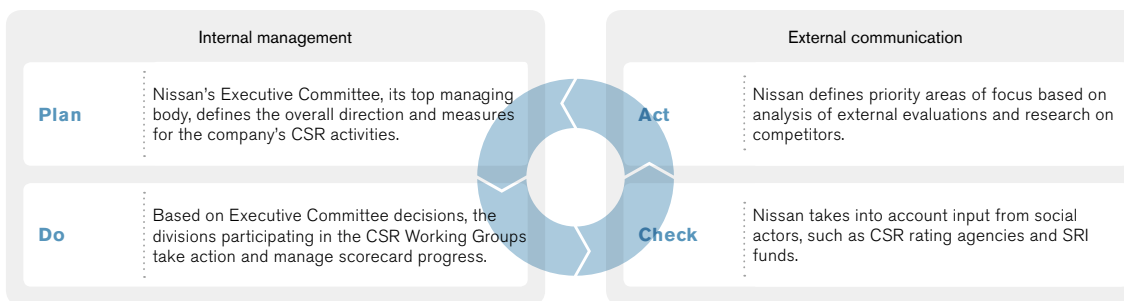 Internal management
Plan
Nissan's Executive Committee, its top managing
body, defines the overall direction and measures
for the company's CSR activities.
Do
Based on Executive Committee decisions, the
divisions participating in the CSR Working Groups
take action and manage scorecard progress.
External communication
Act
Nissan defines priority areas of focus based on
analysis of external evaluations and research on
competitors.
Check
Nissan takes into account input from social
actors, such as CSR rating agencies and SRI
funds.